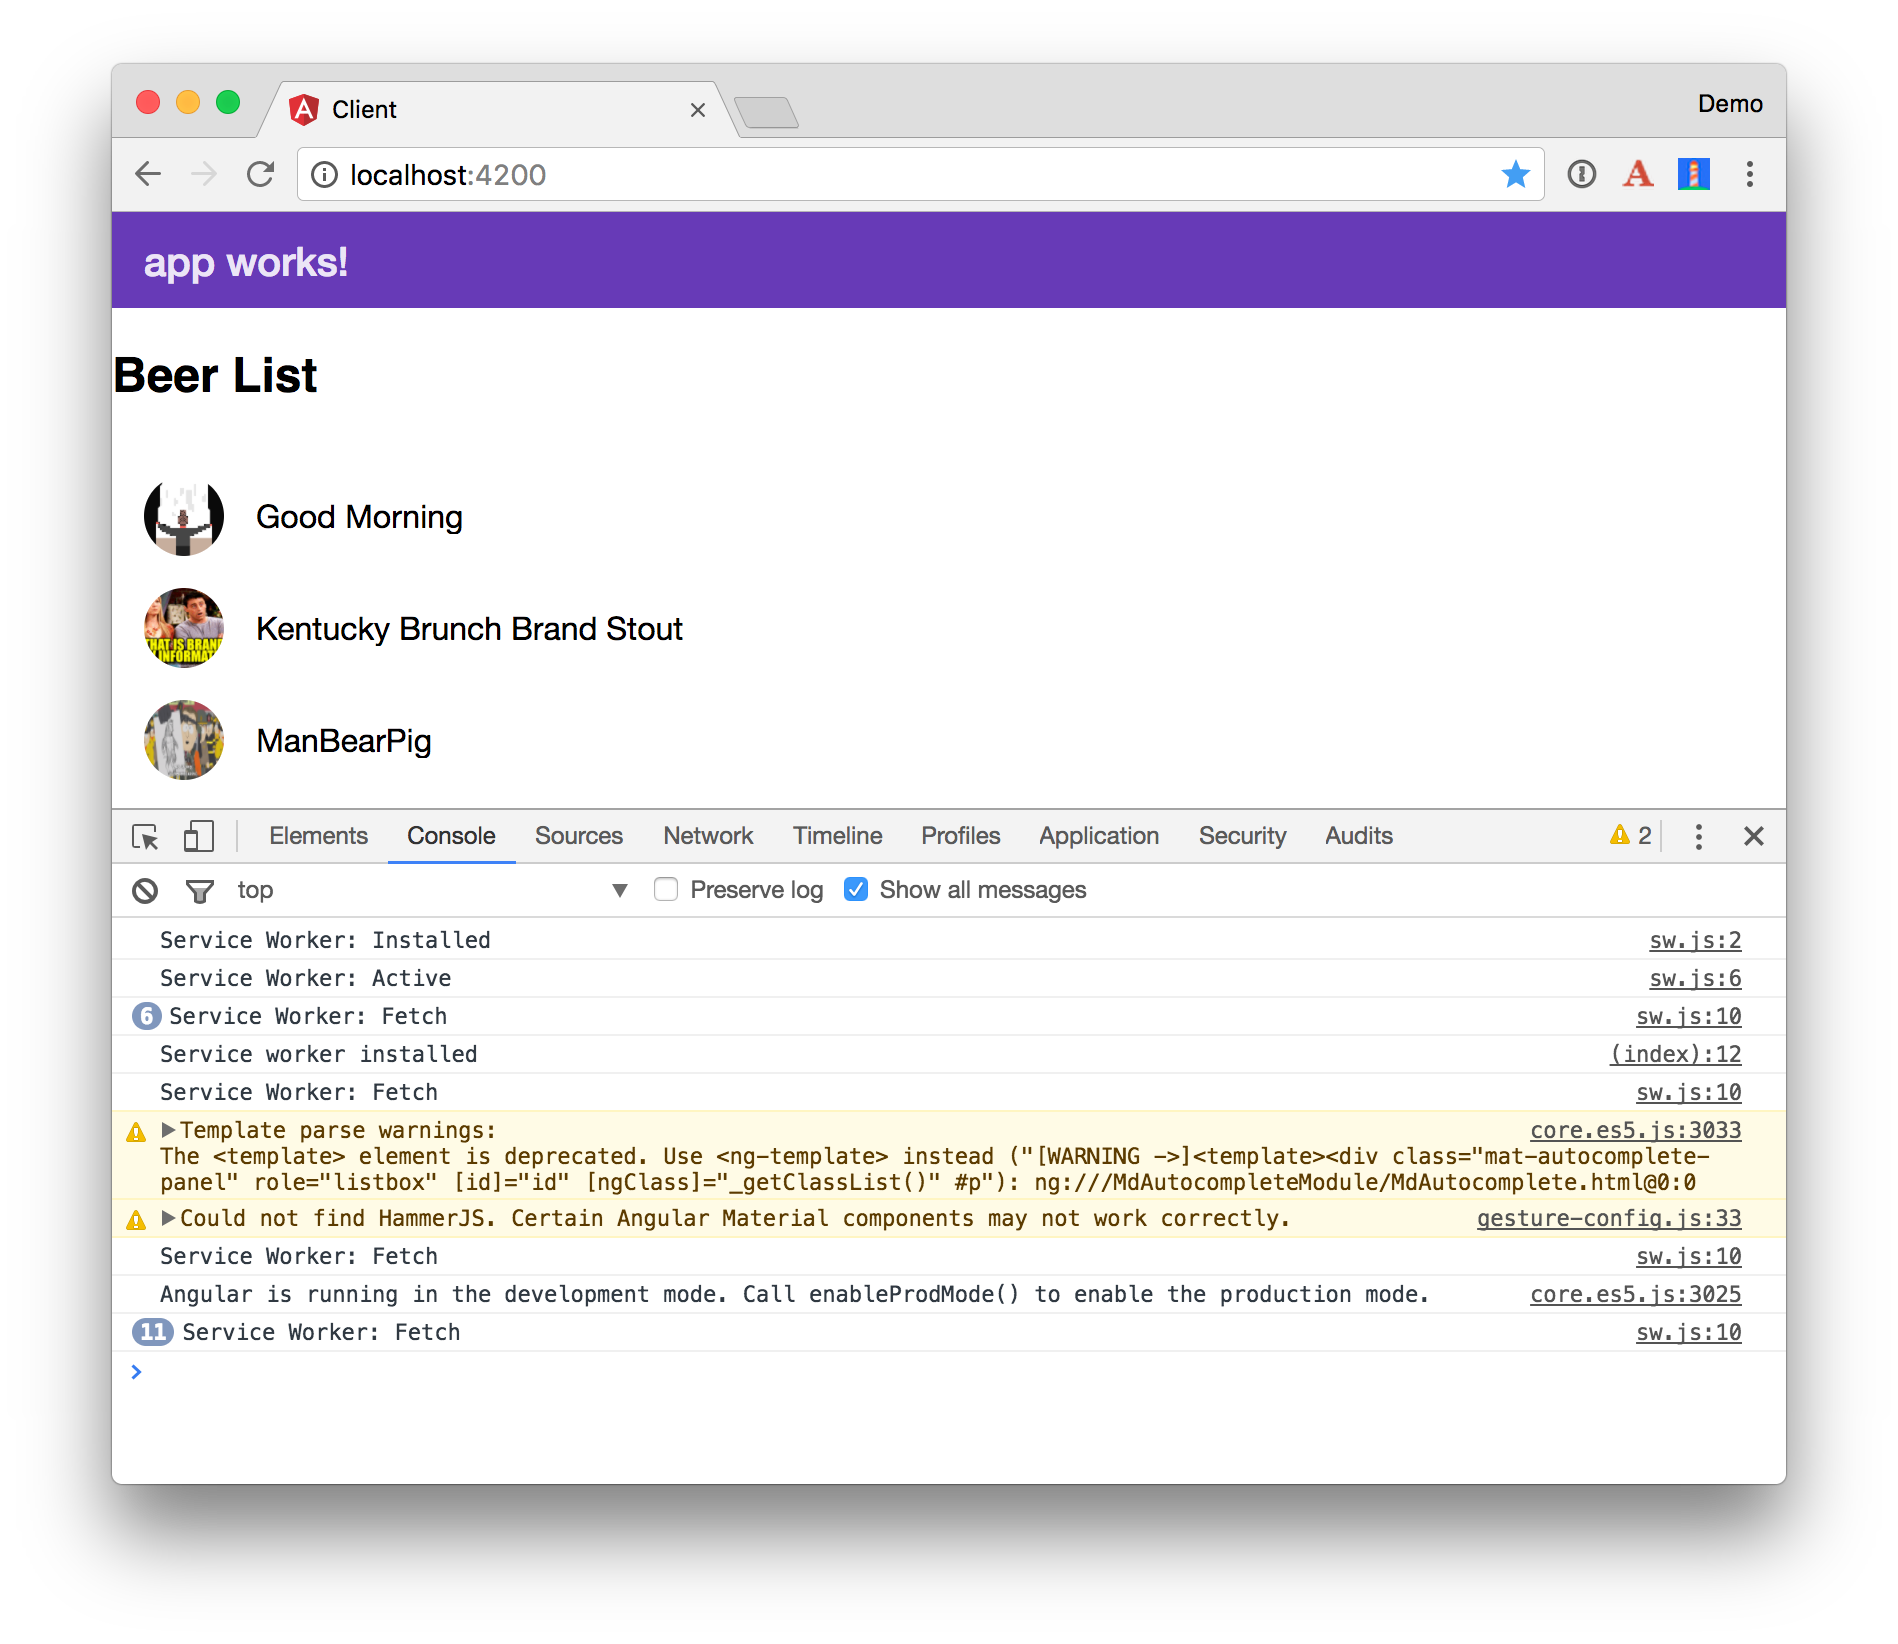 Client
Demo
localhost:4200
app works!
Beer List
Good Morning
Kentucky Brunch Brand Stout
THAT IS BRAND
INFORMAT
ManBearPig
Elements Console Sources Network Timeline Profiles Application Security Audits 2
top Preserve log Show all messages
Service Worker: Installed sw.js:2
Service Worker: Active sw.js:6
6 Service Worker: Fetch sw.js:10
Service worker installed (index):12
Service Worker: Fetch sw.js:10
Template parse warnings: core.es5.js:3033
The <template> element is deprecated. Use <ng-template> instead ("[WARNING ->]<template><div class="mat-autocomplete-
panel" role="listbox" [id]="id" [ngClass]="_getClassList()" #p"): ng:///MdAutocompleteModule/MdAutocomplete.html@0:0
Could not find HammerJS. Certain Angular Material components may not work correctly. gesture-config.js:33
Service Worker: Fetch sw.js:10
Angular is running in the development mode. Call enableProdMode() to enable the production mode. core.es5.js:3025
11 Service Worker: Fetch sw.js:10